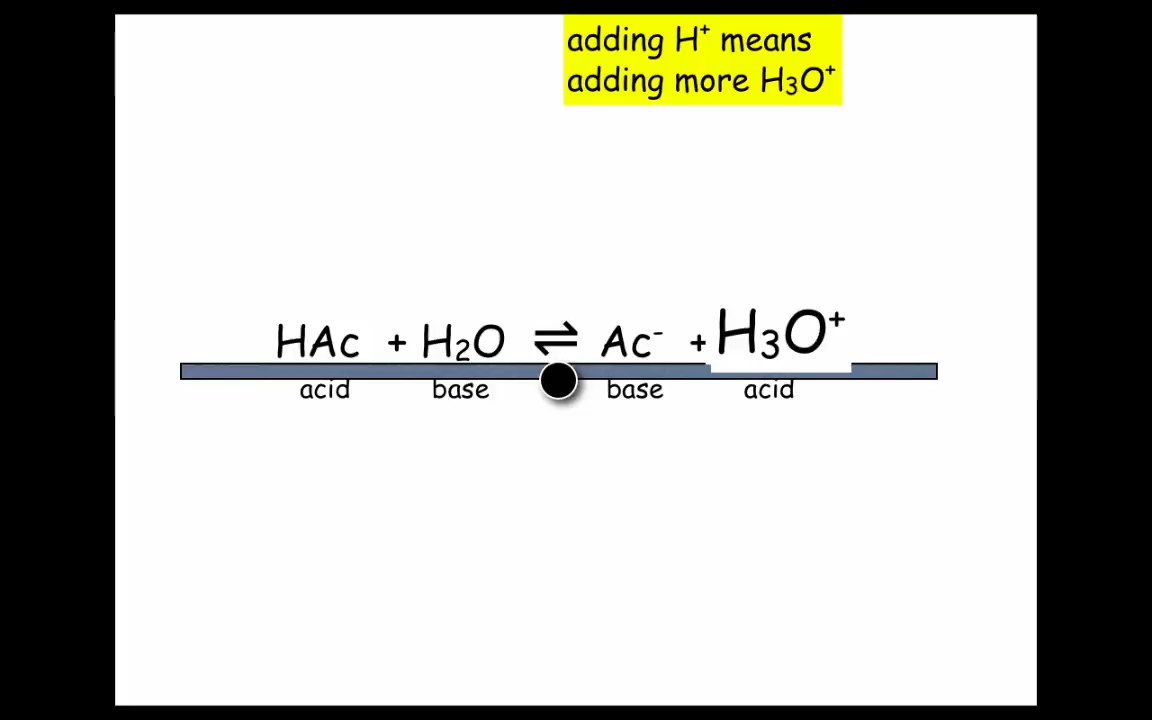 adding H⁺ means
adding more H₃O⁺
HAc + H₂O ⇌ Ac⁻ + H₃O⁺
acid base base acid